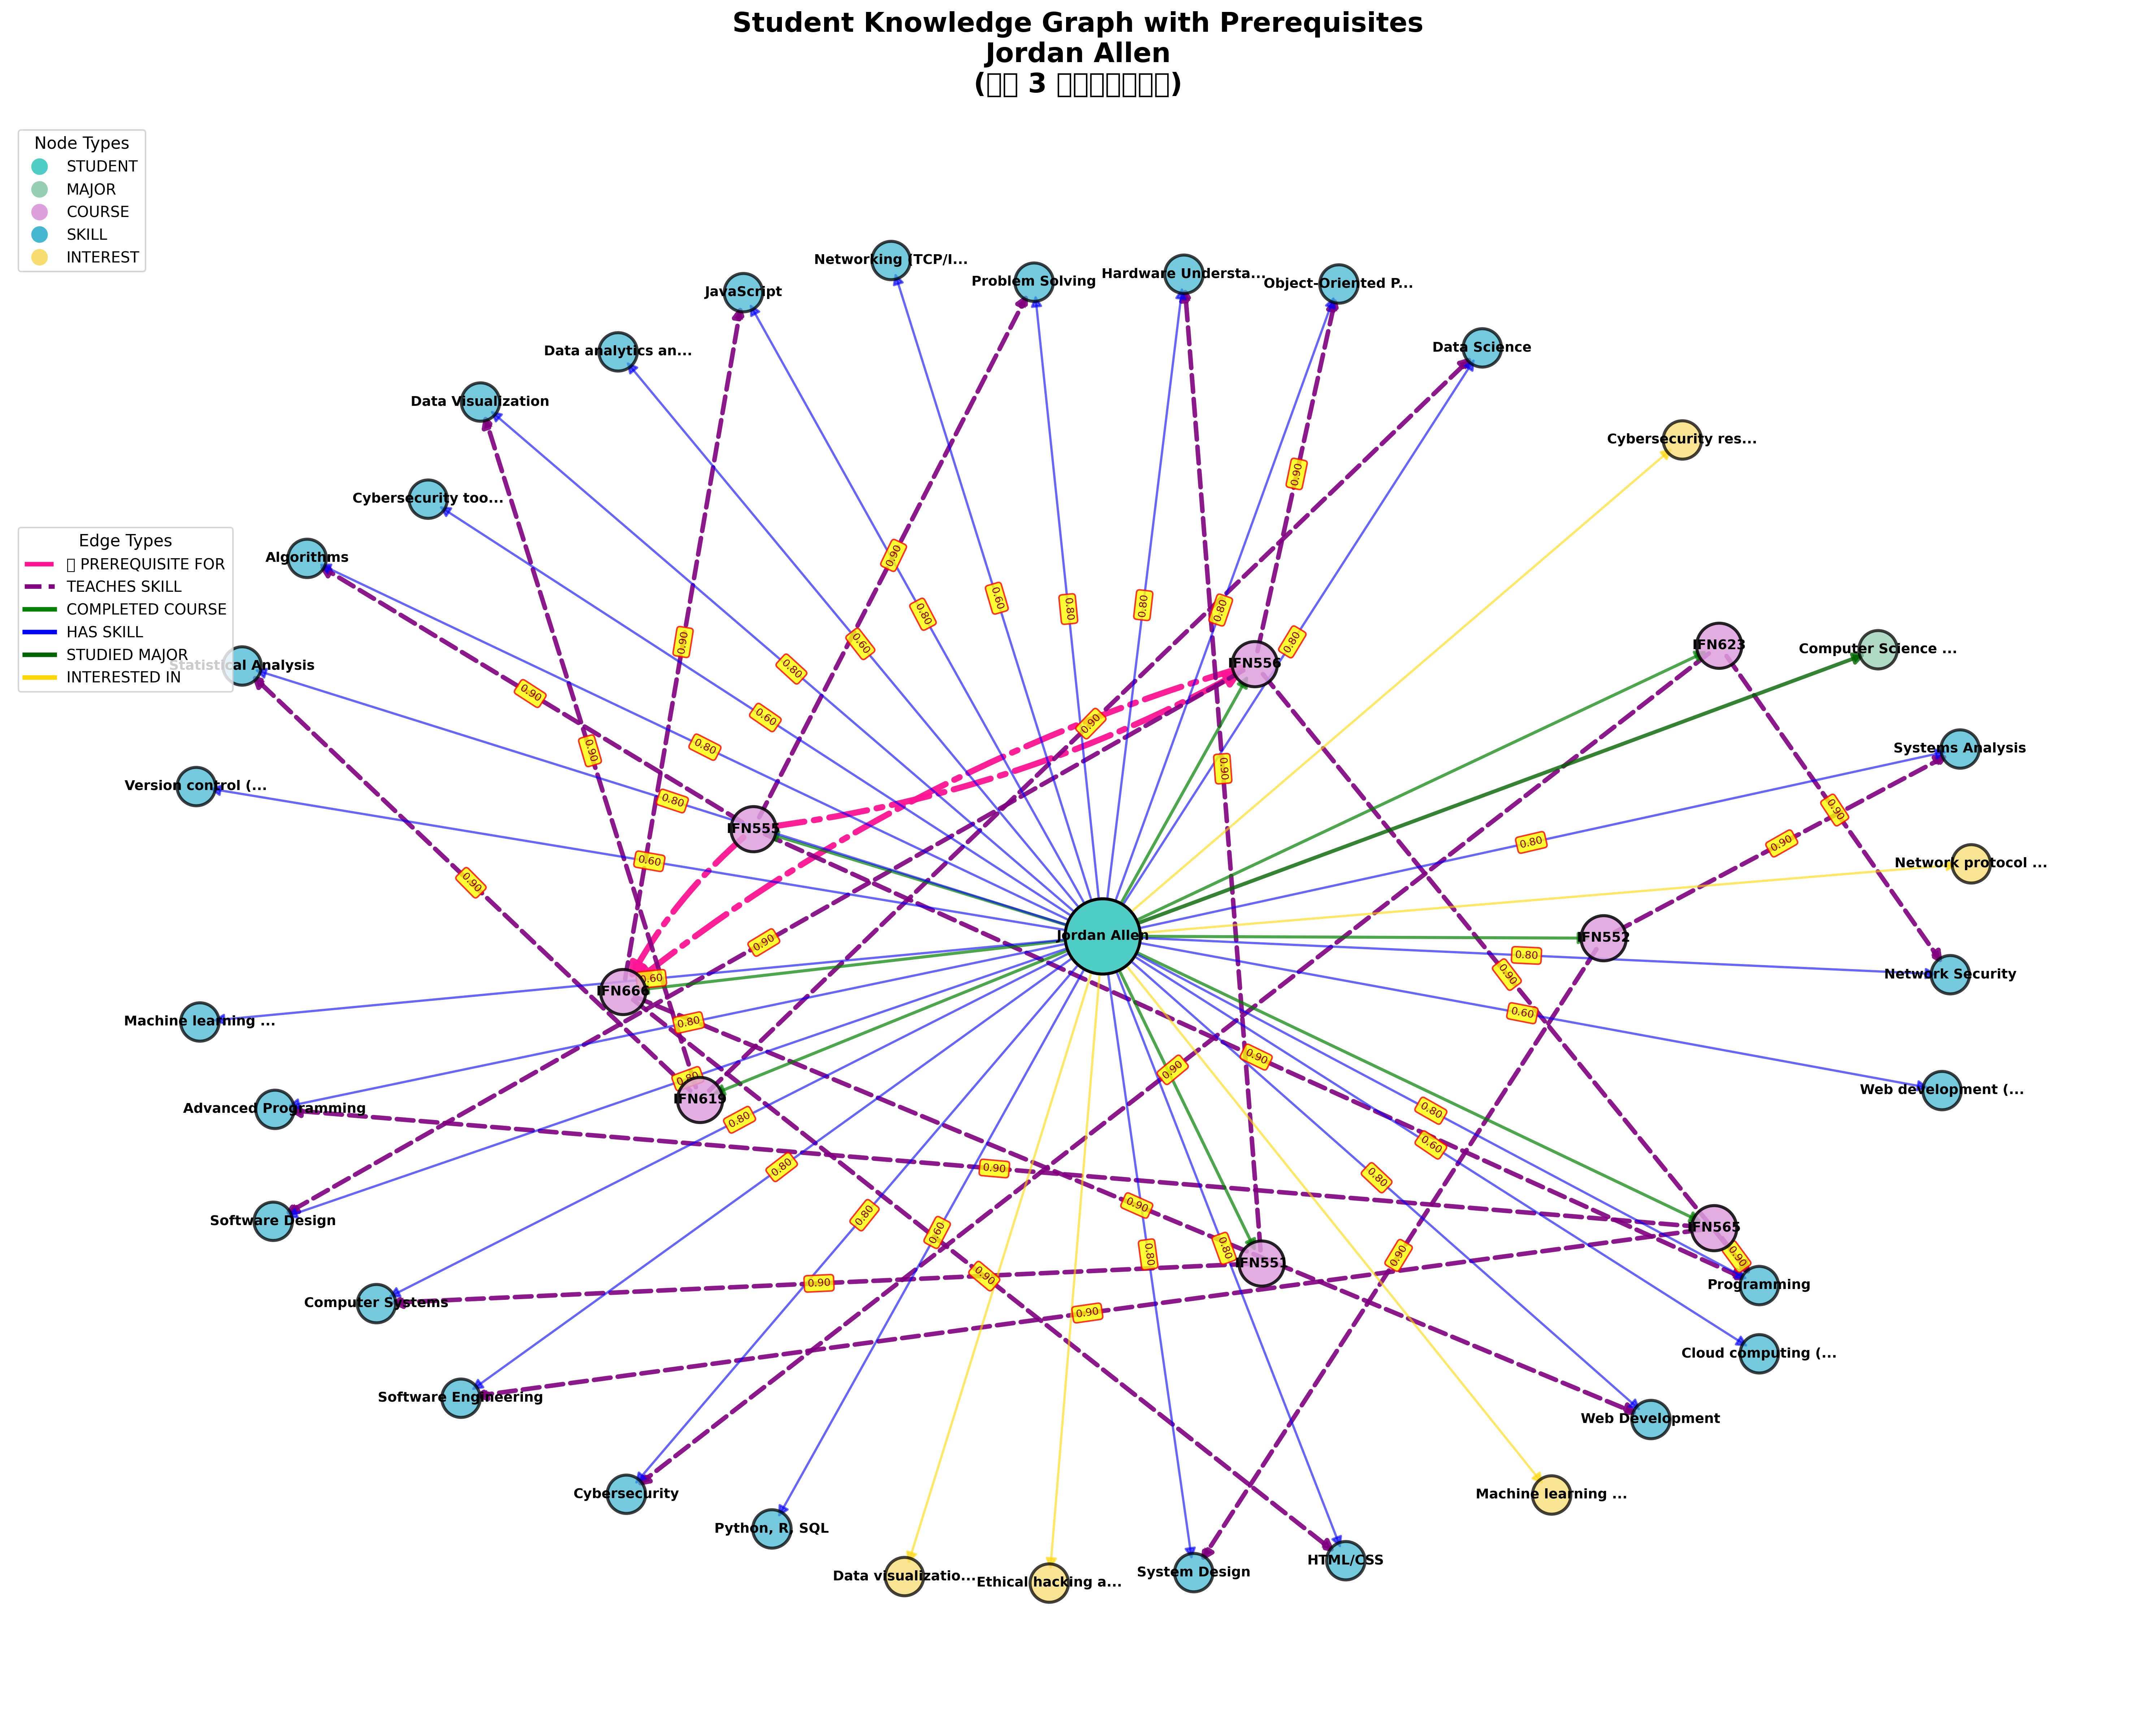 Student Knowledge Graph with Prerequisites
Jordan Allen
(□□ 3 □□□□□□□)
Node Types
STUDENT
MAJOR
COURSE
SKILL
INTEREST
Networking (TCP/I...
Problem Solving
Hardware Understa...
Object-Oriented P...
JavaScript
Data analytics an...
Data Science
Data Visualization
Cybersecurity res...
0.90
Cybersecurity too...
Edge Types
□ PREREQUISITE FOR
TEACHES SKILL
COMPLETED COURSE
HAS SKILL
STUDIED MAJOR
INTERESTED IN
Algorithms
0.90
0.60
0.80
0.80
0.80
0.80
0.60
0.90
0.80
IFN623
Computer Science ...
Statistical Analysis
IFN556
0.80
0.90
0.60
0.90
0.80
0.90
Systems Analysis
0.90
Version control (...
0.80
0.90
IFN555
0.90
0.80
0.60
Network protocol ...
0.90
Jordan Allen
IFN552
0.90
0.80
Network Security
0.60
0.90
IFN666
0.60
Machine learning ...
0.80
0.90
0.90
0.80
IFN619
Web development (...
Advanced Programming
0.80
0.80
0.60
0.80
0.90
0.80
0.90
Software Design
0.80
0.60
IFN565
0.80
0.80
0.90
0.90
IFN551
0.90
0.90
Programming
Computer Systems
0.90
Cloud computing (...
Software Engineering
Web Development
Cybersecurity
Machine learning ...
Python, R, SQL
Data visualizatio...
Ethical hacking a...
System Design
HTML/CSS